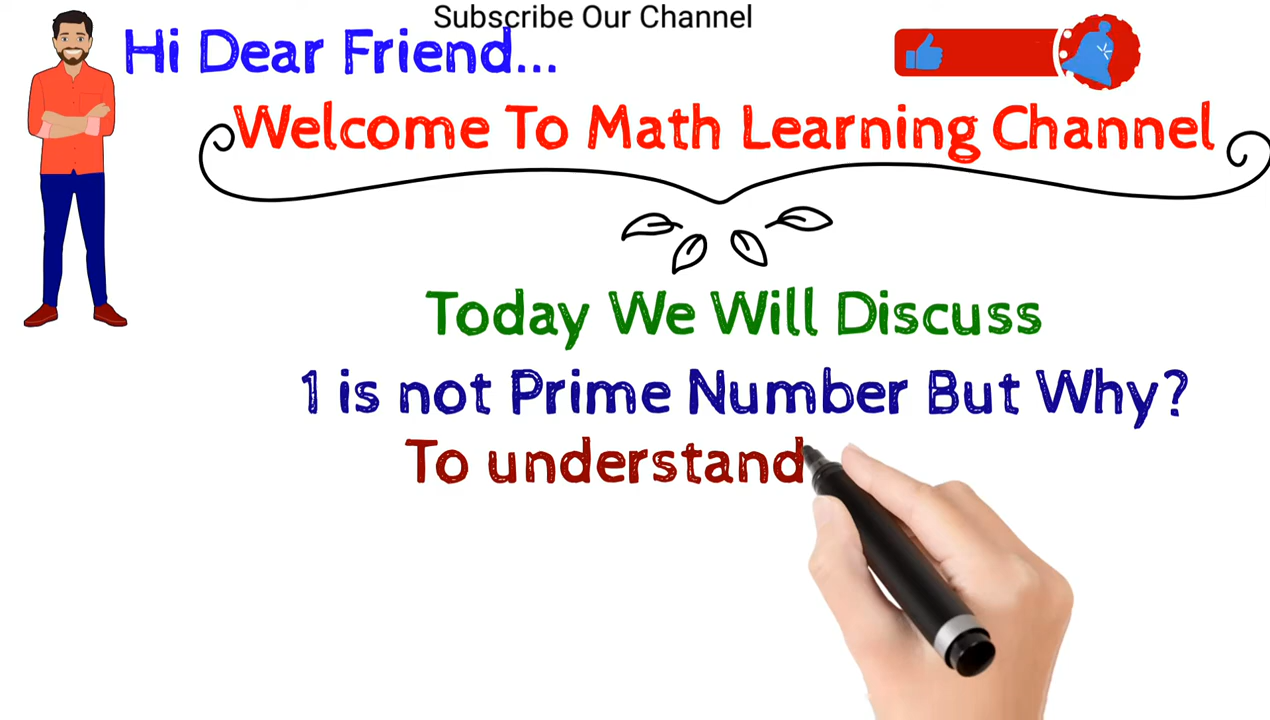 Subscribe Our Channel
Hi Dear Friend...
Welcome To Math Learning Channel
Today We Will Discuss
1 is not Prime Number But Why?
To understand